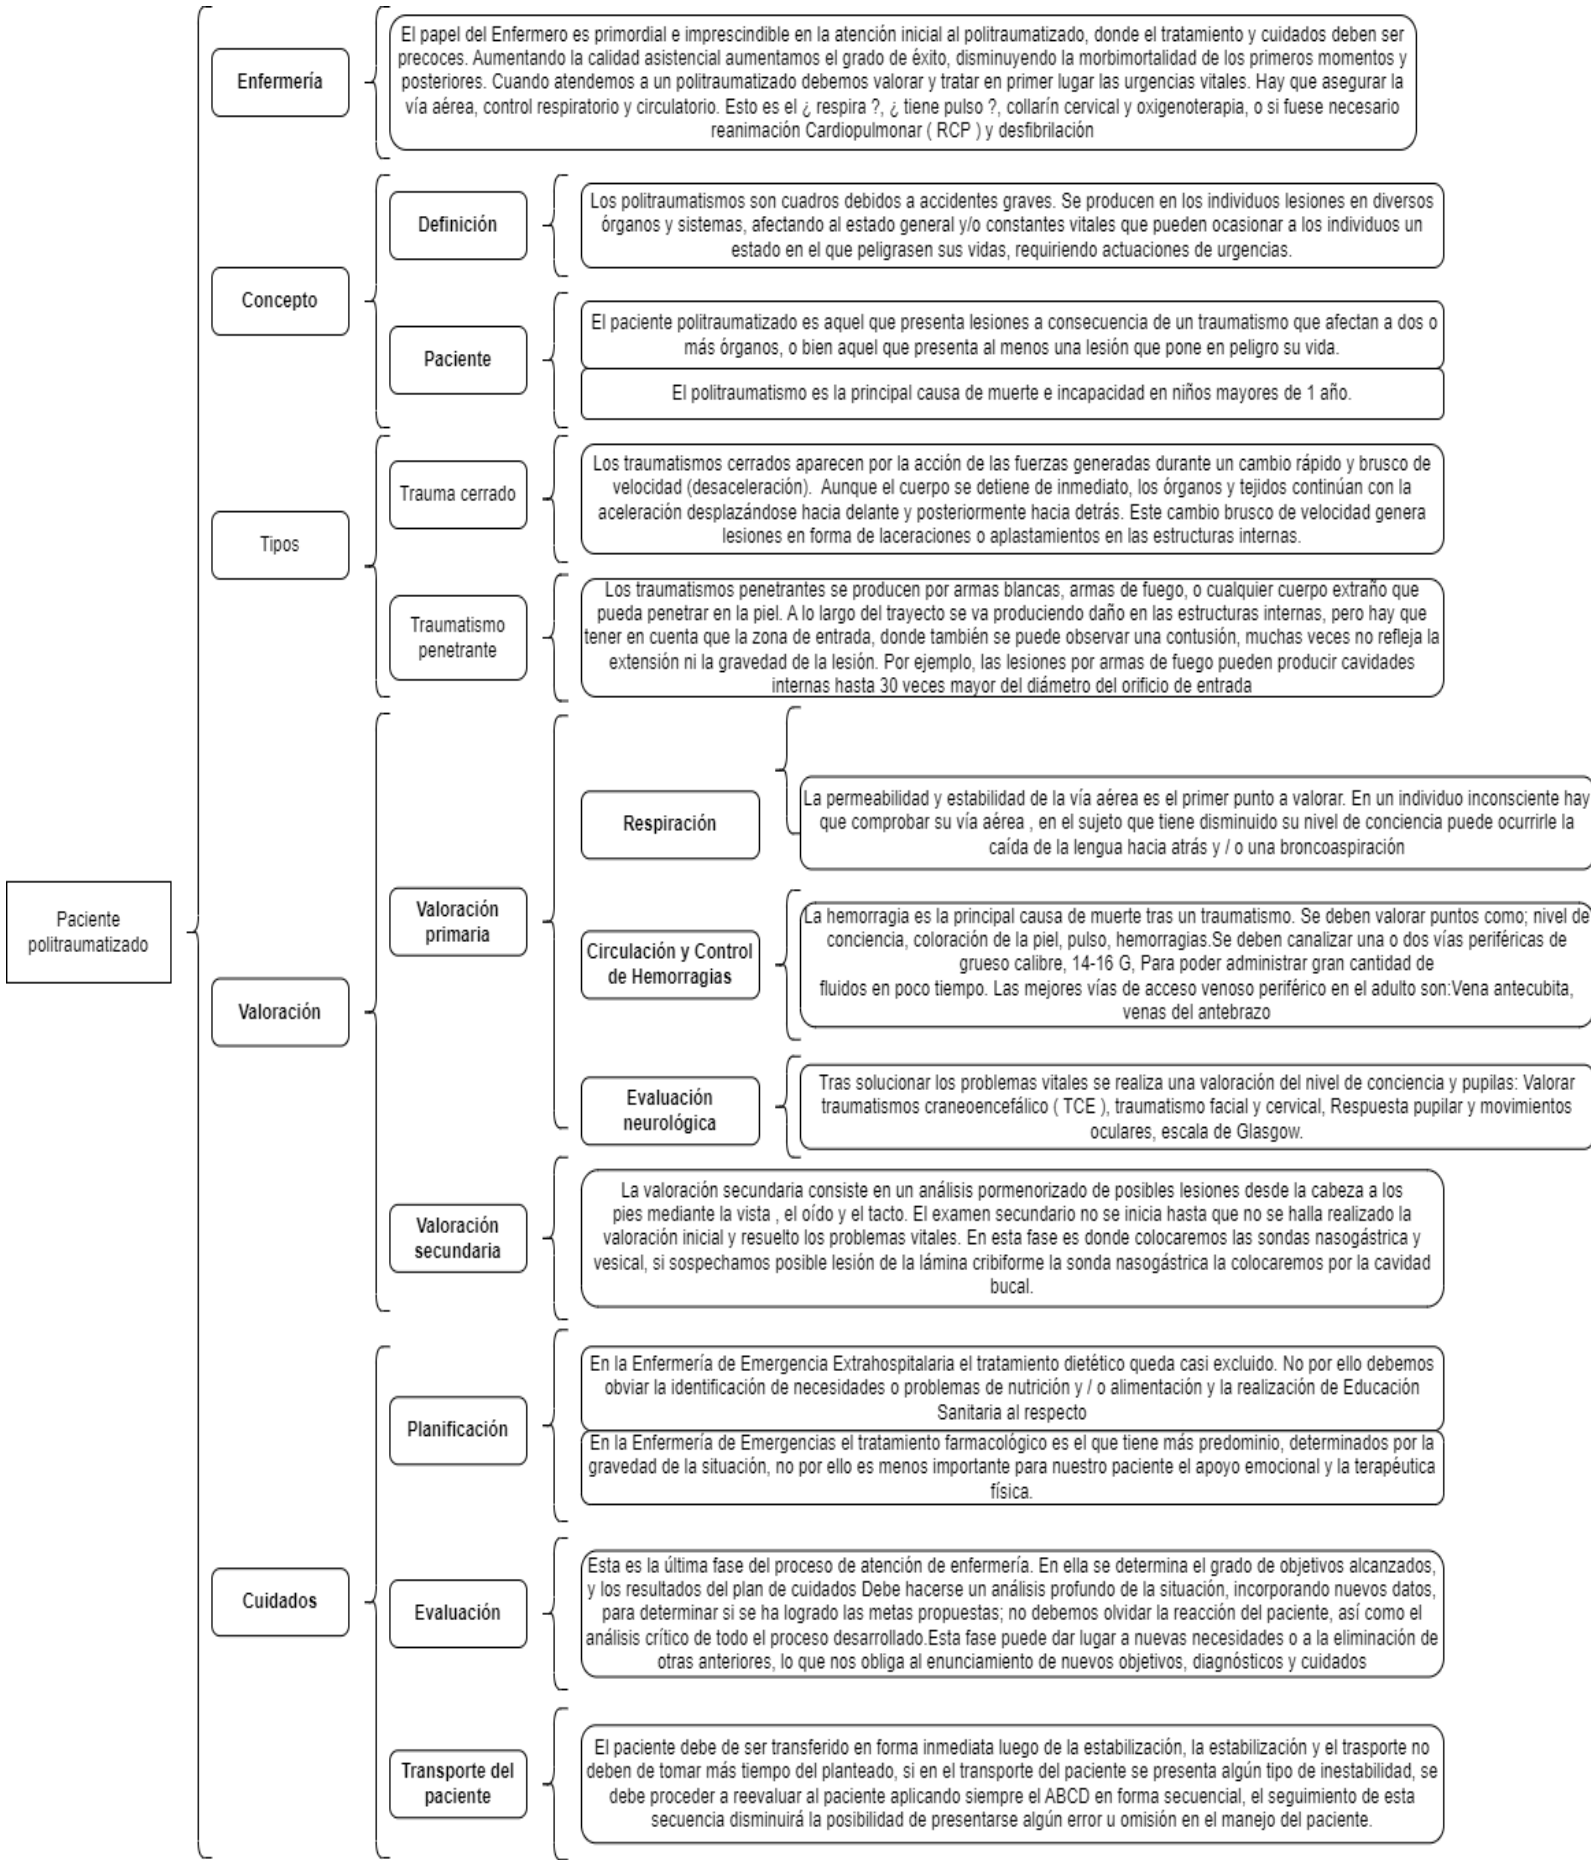 Paciente
politraumatizado
Enfermería
El papel del Enfermero es primordial e imprescindible en la atención inicial al politraumatizado, donde el tratamiento y cuidados deben ser
precoces. Aumentando la calidad asistencial aumentamos el grado de éxito, disminuyendo la morbimortalidad de los primeros momentos y
posteriores. Cuando atendemos a un politraumatizado debemos valorar y tratar en primer lugar las urgencias vitales. Hay que asegurar la
vía aérea, control respiratorio y circulatorio. Esto es el ¿ respira ?, ¿ tiene pulso ?, collarín cervical y oxigenoterapia, o si fuese necesario
reanimación Cardiopulmonar ( RCP ) y desfibrilación
Concepto
Definición
Los politraumatismos son cuadros debidos a accidentes graves. Se producen en los individuos lesiones en diversos
órganos y sistemas, afectando al estado general y/o constantes vitales que pueden ocasionar a los individuos un
estado en el que peligrasen sus vidas, requiriendo actuaciones de urgencias.
Paciente
El paciente politraumatizado es aquel que presenta lesiones a consecuencia de un traumatismo que afectan a dos o
más órganos, o bien aquel que presenta al menos una lesión que pone en peligro su vida.
El politraumatismo es la principal causa de muerte e incapacidad en niños mayores de 1 año.
Tipos
Trauma cerrado
Los traumatismos cerrados aparecen por la acción de las fuerzas generadas durante un cambio rápido y brusco de
velocidad (desaceleración). Aunque el cuerpo se detiene de inmediato, los órganos y tejidos continúan con la
aceleración desplazándose hacia delante y posteriormente hacia detrás. Este cambio brusco de velocidad genera
lesiones en forma de laceraciones o aplastamientos en las estructuras internas.
Traumatismo
penetrante
Los traumatismos penetrantes se producen por armas blancas, armas de fuego, o cualquier cuerpo extraño que
pueda penetrar en la piel. A lo largo del trayecto se va produciendo daño en las estructuras internas, pero hay que
tener en cuenta que la zona de entrada, donde también se puede observar una contusión, muchas veces no refleja la
extensión ni la gravedad de la lesión. Por ejemplo, las lesiones por armas de fuego pueden producir cavidades
internas hasta 30 veces mayor del diámetro del orificio de entrada
Valoración
Valoración
primaria
Respiración
La permeabilidad y estabilidad de la vía aérea es el primer punto a valorar. En un individuo inconsciente hay
que comprobar su vía aérea , en el sujeto que tiene disminuido su nivel de conciencia puede ocurrirle la
caída de la lengua hacia atrás y / o una broncoaspiración
Circulación y Control
de Hemorragias
La hemorragia es la principal causa de muerte tras un traumatismo. Se deben valorar puntos como; nivel de
conciencia, coloración de la piel, pulso, hemorragias.Se deben canalizar una o dos vías periféricas de
grueso calibre, 14-16 G, Para poder administrar gran cantidad de
fluidos en poco tiempo. Las mejores vías de acceso venoso periférico en el adulto son:Vena antecubita,
venas del antebrazo
Evaluación
neurológica
Tras solucionar los problemas vitales se realiza una valoración del nivel de conciencia y pupilas: Valorar
traumatismos craneoencefálico ( TCE ), traumatismo facial y cervical, Respuesta pupilar y movimientos
oculares, escala de Glasgow.
Valoración
secundaria
La valoración secundaria consiste en un análisis pormenorizado de posibles lesiones desde la cabeza a los
pies mediante la vista , el oído y el tacto. El examen secundario no se inicia hasta que no se halla realizado la
valoración inicial y resuelto los problemas vitales. En esta fase es donde colocaremos las sondas nasogástrica y
vesical, si sospechamos posible lesión de la lámina cribiforme la sonda nasogástrica la colocaremos por la cavidad
bucal.
Cuidados
Planificación
En la Enfermería de Emergencia Extrahospitalaria el tratamiento dietético queda casi excluido. No por ello debemos
obviar la identificación de necesidades o problemas de nutrición y / o alimentación y la realización de Educación
Sanitaria al respecto
En la Enfermería de Emergencias el tratamiento farmacológico es el que tiene más predominio, determinados por la
gravedad de la situación, no por ello es menos importante para nuestro paciente el apoyo emocional y la terapéutica
física.
Evaluación
Esta es la última fase del proceso de atención de enfermería. En ella se determina el grado de objetivos alcanzados,
y los resultados del plan de cuidados Debe hacerse un análisis profundo de la situación, incorporando nuevos datos,
para determinar si se ha logrado las metas propuestas; no debemos olvidar la reacción del paciente, así como el
análisis crítico de todo el proceso desarrollado.Esta fase puede dar lugar a nuevas necesidades o a la eliminación de
otras anteriores, lo que nos obliga al enunciamiento de nuevos objetivos, diagnósticos y cuidados
Transporte del
paciente
El paciente debe de ser transferido en forma inmediata luego de la estabilización, la estabilización y el trasporte no
deben de tomar más tiempo del planteado, si en el transporte del paciente se presenta algún tipo de inestabilidad, se
debe proceder a reevaluar al paciente aplicando siempre el ABCD en forma secuencial, el seguimiento de esta
secuencia disminuirá la posibilidad de presentarse algún error u omisión en el manejo del paciente.